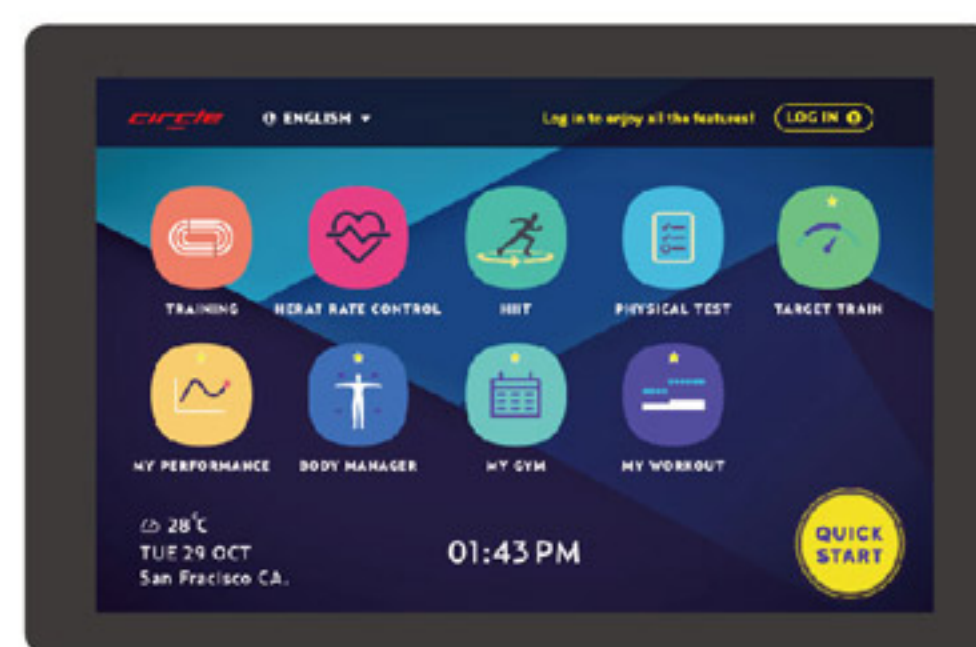 circle
ENGLISH
Log in to enjoy all the features!
LOG IN
TRAINING
HERAT RATE CONTROL
HIIT
PHYSICAL TEST
TARGET TRAIN
MY PERFORMANCE
BODY MANAGER
MY GYM
MY WORKOUT
28°C
TUE 29 OCT
San Fracisco CA.
01:43 PM
QUICK
START